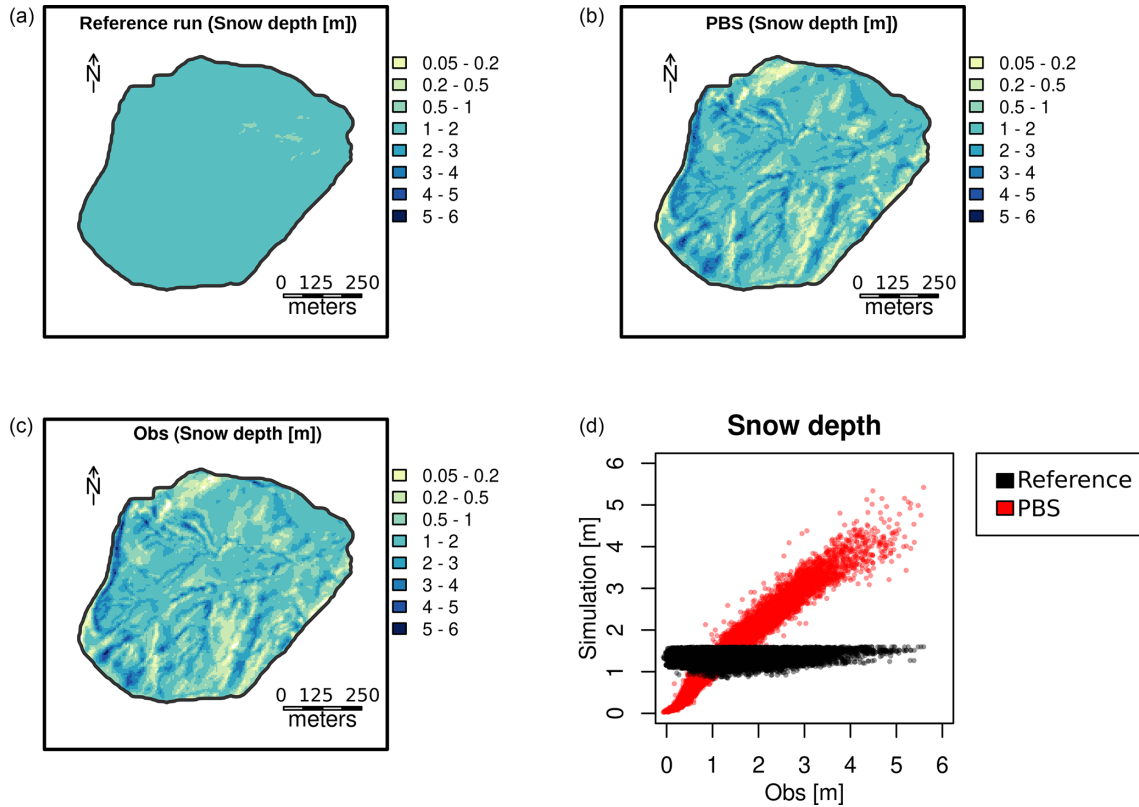 (a)
Reference run (Snow depth [m])
N
0.05 - 0.2
0.2 - 0.5
0.5 - 1
1 - 2
2 - 3
3 - 4
4 - 5
5 - 6
0 125 250
meters
(b)
PBS (Snow depth [m])
N
0.05 - 0.2
0.2 - 0.5
0.5 - 1
1 - 2
2 - 3
3 - 4
4 - 5
5 - 6
0 125 250
meters
(c)
Obs (Snow depth [m])
N
0.05 - 0.2
0.2 - 0.5
0.5 - 1
1 - 2
2 - 3
3 - 4
4 - 5
5 - 6
0 125 250
meters
(d)
Snow depth
Simulation [m]
6
5
4
3
2
1
0
0 1 2 3 4 5 6
Obs [m]
Reference
PBS